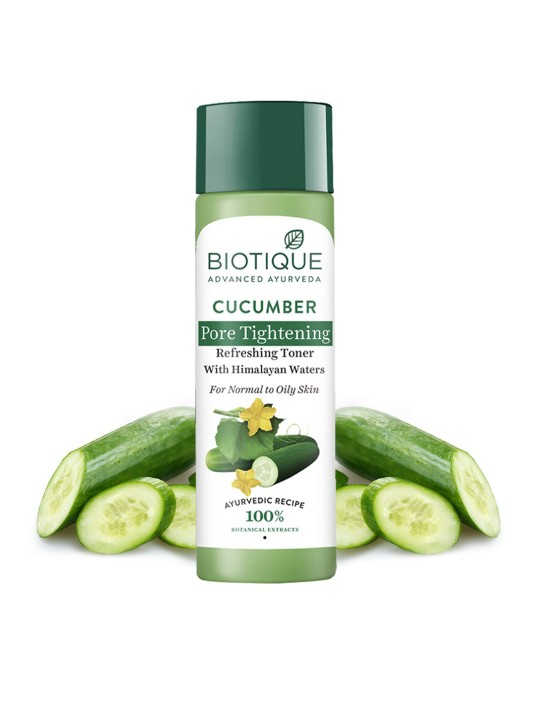 BIOTIQUE
ADVANCED AYURVEDA
CUCUMBER
Pore Tightening
Refreshing Toner
With Himalayan Waters
For Normal to Oily Skin
AYURVEDIC RECIPE
100%
BOTANICAL EXTRACTS